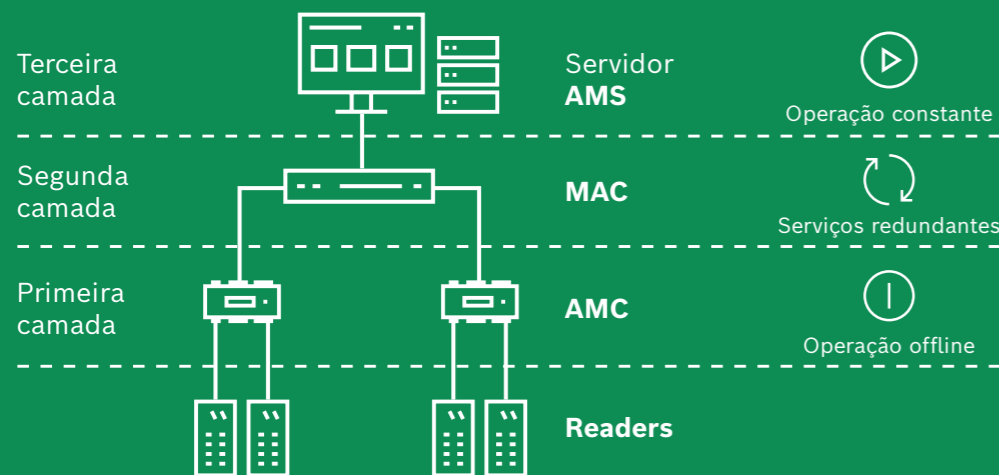 Terceira
camada
Servidor
AMS
Operação constante
Segunda
camada
MAC
Serviços redundantes
Primeira
camada
AMC
Operação offline
Readers